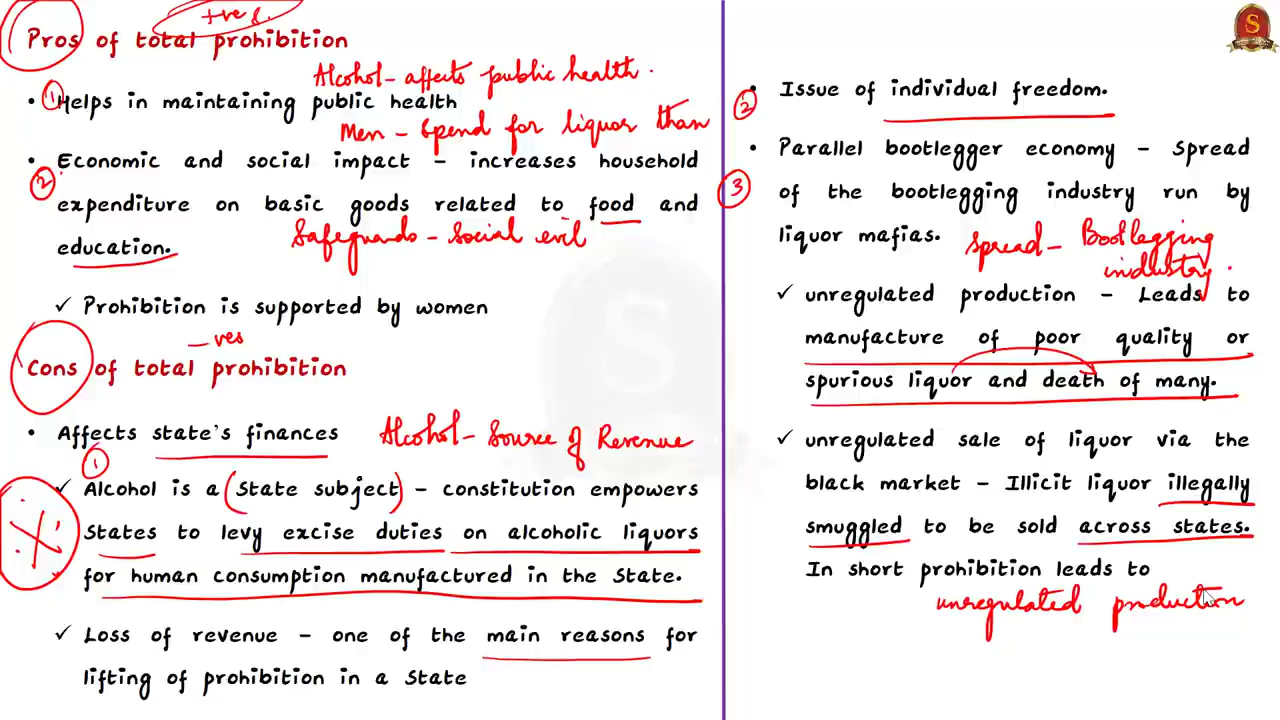 +ves.
Pros of total prohibition
Alcohol - affects public health.
① • Helps in maintaining public health
Men - Spend for liquor than
② • Economic and social impact - increases household
expenditure on basic goods related to food and
Safeguards - Social evil
education.
✓ Prohibition is supported by women
-ves
Cons of total prohibition
• Affects state's finances
Alcohol - Source of Revenue
①
✓ Alcohol is a (State subject) - constitution empowers
States to levy excise duties on alcoholic liquors
for human consumption manufactured in the State.
✓ Loss of revenue - one of the main reasons for
lifting of prohibition in a State
S
② • Issue of individual freedom.
③ • Parallel bootlegger economy - Spread
of the bootlegging industry run by
liquor mafias.
Spread - Bootlegging
industry.
✓ unregulated production - Leads to
manufacture of poor quality or
spurious liquor and death of many.
✓ unregulated sale of liquor via the
black market - Illicit liquor illegally
smuggled to be sold across states.
In short prohibition leads to
unregulated production